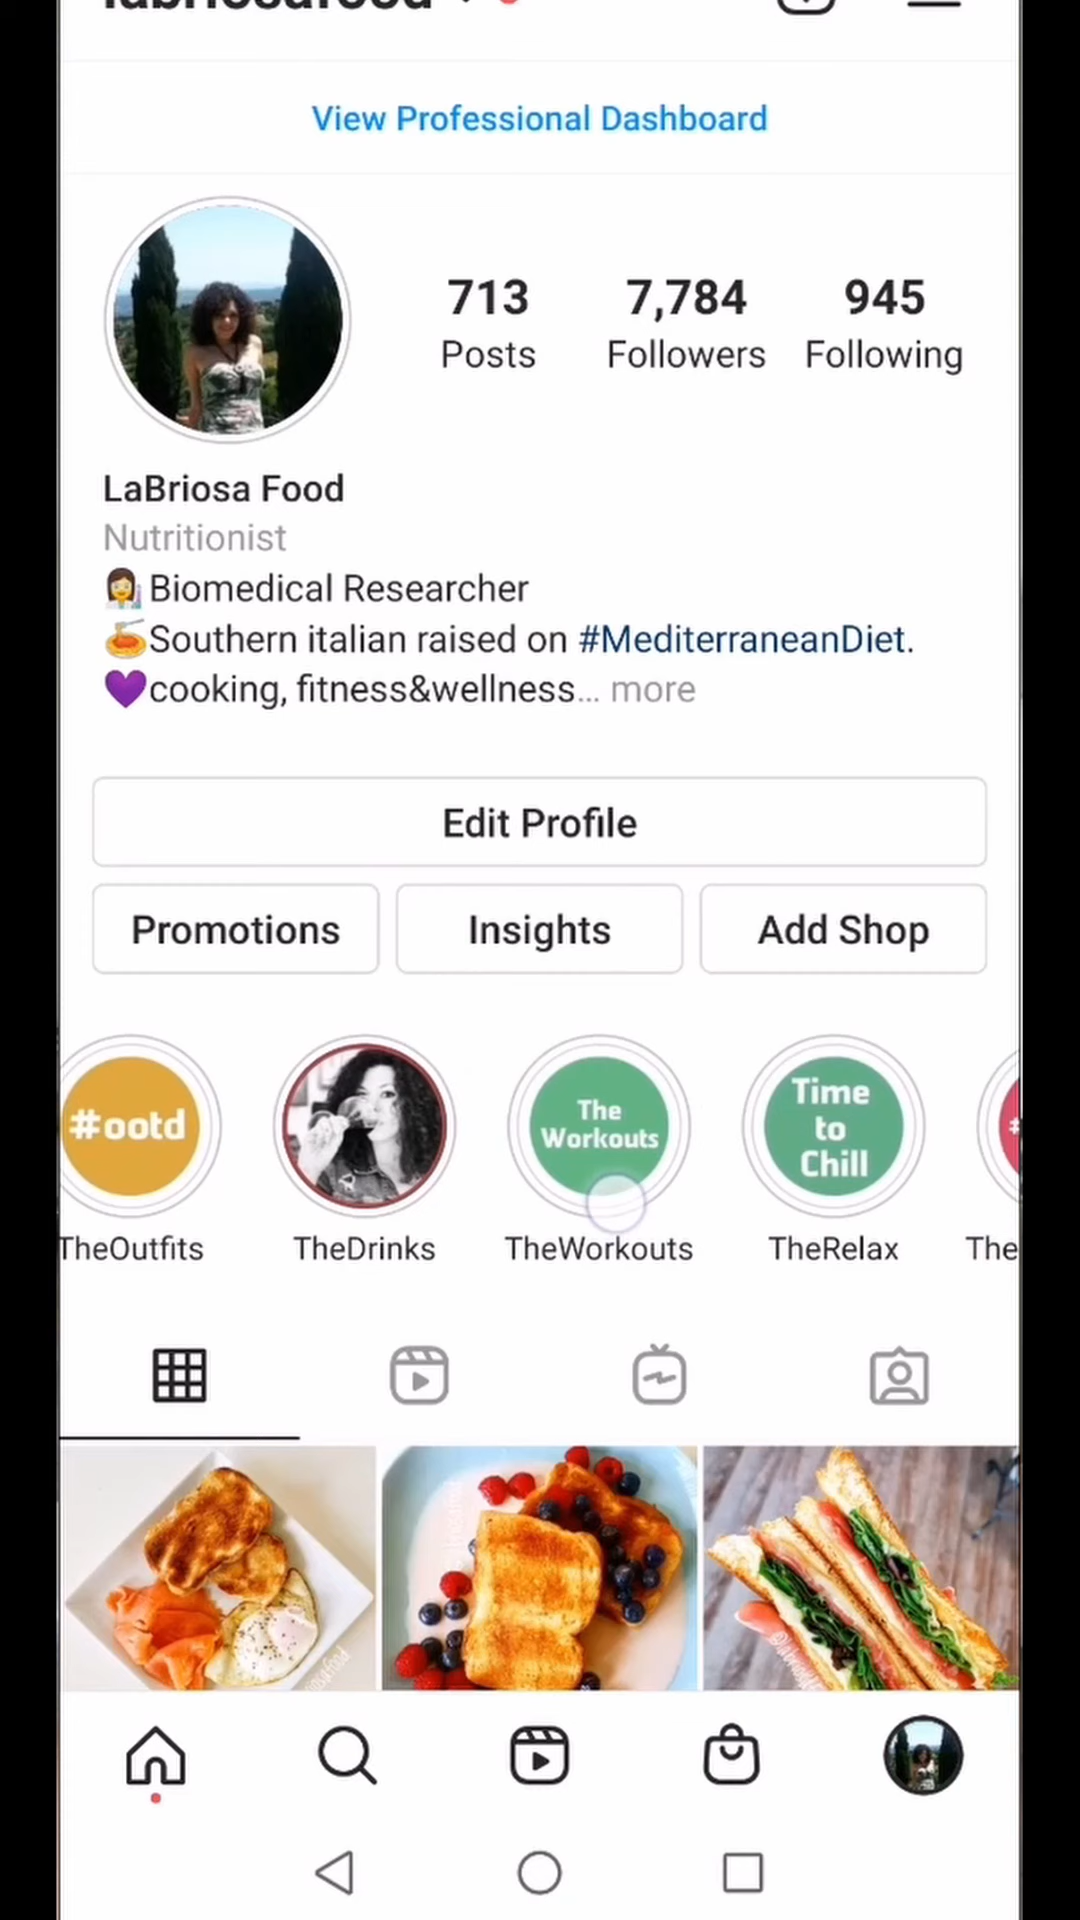 labriosafood
View Professional Dashboard
713 7,784 945
Posts Followers Following
LaBriosa Food
Nutritionist
Biomedical Researcher
Southern italian raised on #MediterraneanDiet.
cooking, fitness&wellness... more
Edit Profile
Promotions Insights Add Shop
#ootd
The
Workouts
Time
to
Chill
TheOutfits TheDrinks TheWorkouts TheRelax The